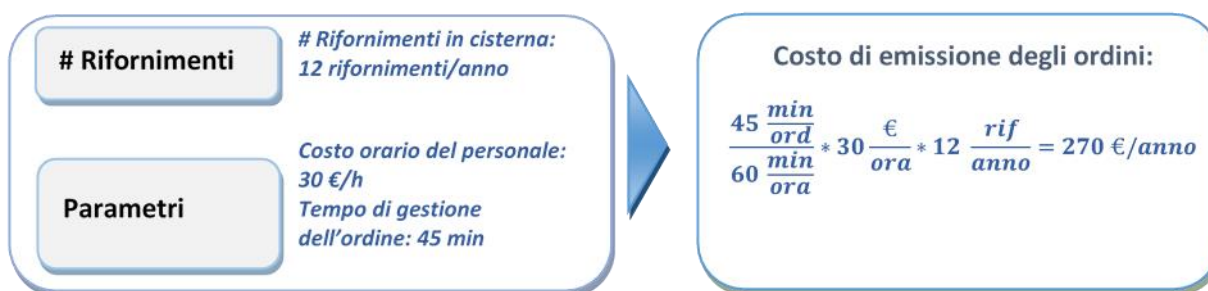 # Rifornimenti
# Rifornimenti in cisterna:
12 rifornimenti/anno
Parametri
Costo orario del personale:
30 €/h
Tempo di gestione
dell'ordine: 45 min
Costo di emissione degli ordini:
45 min/ord / 60 min/ora * 30 €/ora * 12 rif/anno = 270 €/anno